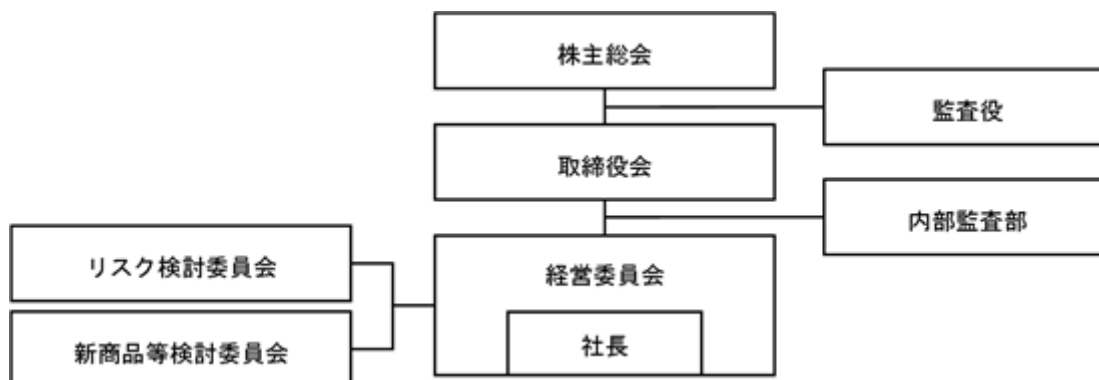 株主総会
監査役
取締役会
内部監査部
リスク検討委員会
経営委員会
新商品等検討委員会
社長